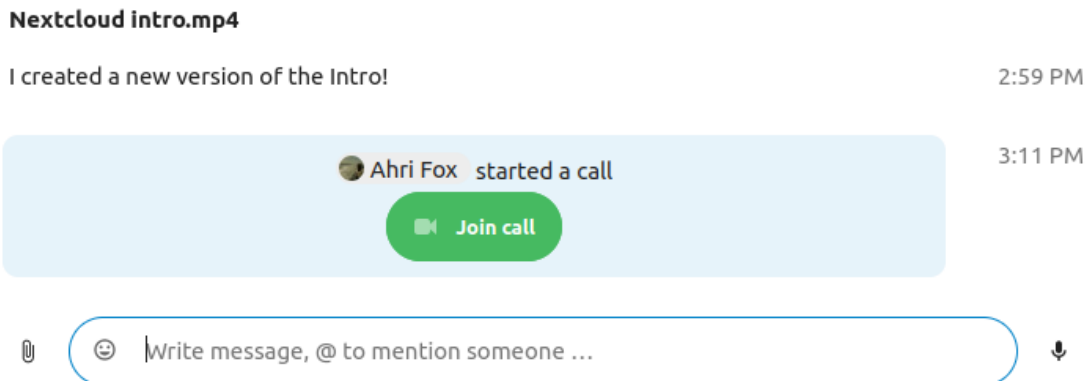 Nextcloud intro.mp4
I created a new version of the Intro! 2:59 PM
Ahri Fox started a call 3:11 PM
Join call
Write message, @ to mention someone …